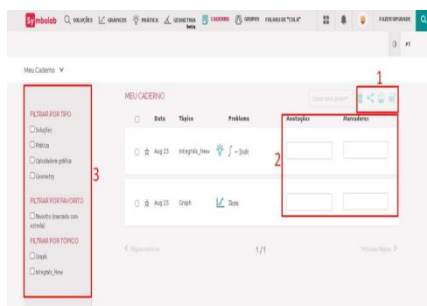 Symbolab SOLUÇÕES GRÁFICOS PRÁTICA GEOMETRIA beta CADERNO GRUPOS FOLHAS DE "COLA" FAZER UPGRADE
PT
Meu Caderno
1
MEU CADERNO
FILTRAR POR TIPO
Soluções
Prática
Calculadora gráfica
Geometry
3
FILTRAR POR FAVORITO
Favorito (marcado com estrela)
FILTRAR POR TÓPICO
Graph
Integrals_New
Data Tópico Problema Anotações Marcadores
Aug 25 Integrals_New
2
Aug 25 Graph
1/1